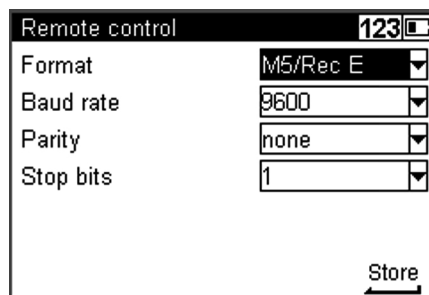 Remote control 123
Format M5/Rec E
Baud rate 9600
Parity none
Stop bits 1
Store